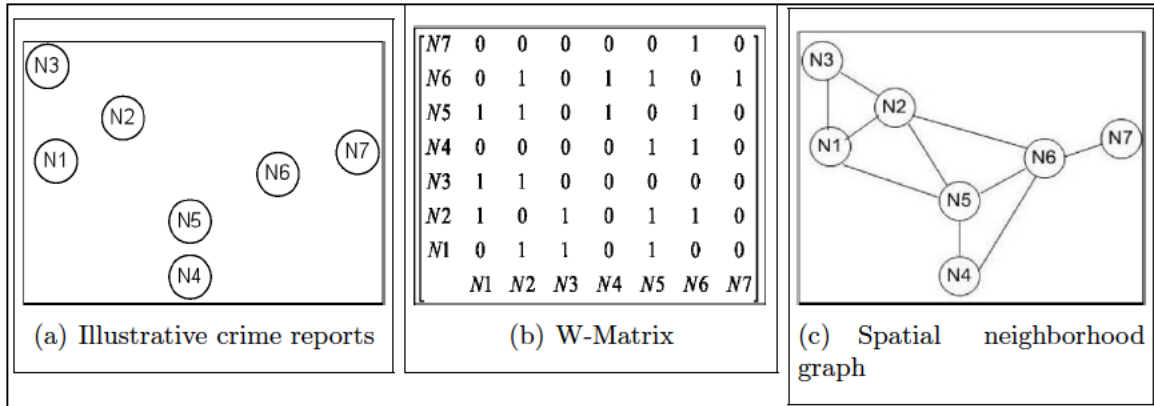 N3
N2
N1
N7
N6
N5
N4
(a) Illustrative crime reports
N7 0 0 0 0 0 1 0
N6 0 1 0 1 1 0 1
N5 1 1 0 1 0 1 0
N4 0 0 0 0 1 1 0
N3 1 1 0 0 0 0 0
N2 1 0 1 0 1 1 0
N1 0 1 1 0 1 0 0
N1 N2 N3 N4 N5 N6 N7
(b) W-Matrix
N3
N2
N7
N1
N6
N5
N4
(c) Spatial neighborhood
graph